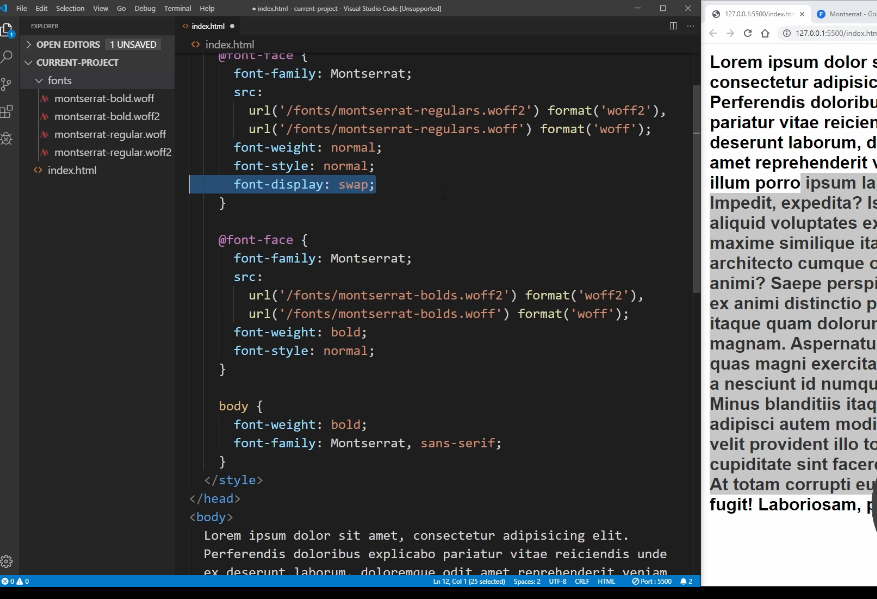 File Edit Selection View Go Debug Terminal Help
● index.html - current-project - Visual Studio Code [Unsupported]
EXPLORER
OPEN EDITORS 1 UNSAVED
CURRENT-PROJECT
fonts
montserrat-bold.woff
montserrat-bold.woff2
montserrat-regular.woff
montserrat-regular.woff2
<> index.html
<> index.html ●
<> index.html
@font-face {
font-family: Montserrat;
src:
url('/fonts/montserrat-regulars.woff2') format('woff2'),
url('/fonts/montserrat-regulars.woff') format('woff');
font-weight: normal;
font-style: normal;
font-display: swap;
}
@font-face {
font-family: Montserrat;
src:
url('/fonts/montserrat-bolds.woff2') format('woff2'),
url('/fonts/montserrat-bolds.woff') format('woff');
font-weight: bold;
font-style: normal;
}
body {
font-weight: bold;
font-family: Montserrat, sans-serif;
}
</style>
</head>
<body>
Lorem ipsum dolor sit amet, consectetur adipisicing elit.
Perferendis doloribus explicabo pariatur vitae reiciendis unde
ex deserunt laborum, doloremque odit amet reprehenderit veniam
0 0
Ln 12, Col 1 (25 selected) Spaces: 2 UTF-8 CRLF HTML Port : 5500 2
127.0.0.1:5500/index.htm
Montserrat - Goo
127.0.0.1:5500/index.htm
Lorem ipsum dolor s
consectetur adipisic
Perferendis doloribu
pariatur vitae reicien
deserunt laborum, d
amet reprehenderit v
illum porro ipsum la
Impedit, expedita? Is
aliquid voluptates ex
maxime similique ita
architecto cumque o
animi? Saepe perspi
ex animi distinctio p
itaque quam dolorur
magnam. Aspernatu
quas magni exercita
a nesciunt id numqu
Minus blanditiis itaq
adipisci autem modi
velit provident illo to
cupiditate sint facere
At totam corrupti eu
fugit! Laboriosam, p